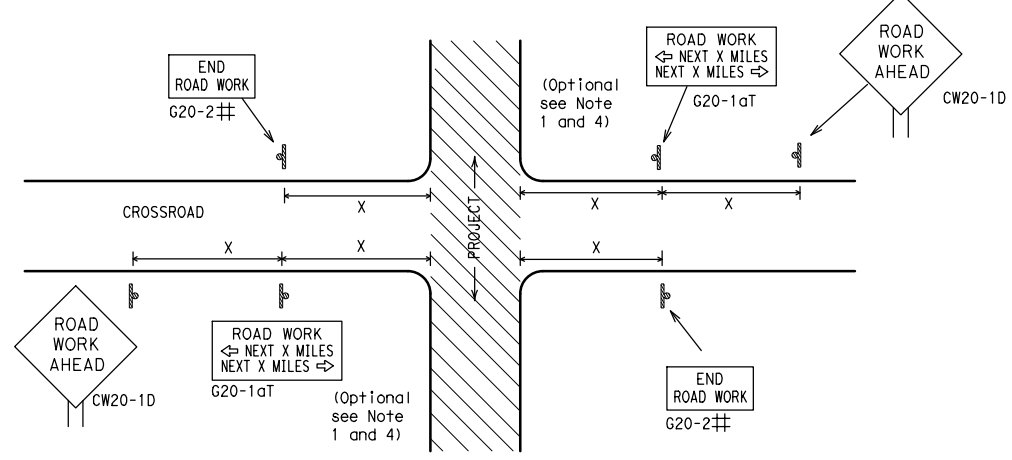 END
ROAD WORK
G20-2#
ROAD WORK
⇦ NEXT X MILES
NEXT X MILES ⇨
G20-1aT
(Optional
see Note
1 and 4)
ROAD
WORK
AHEAD
CW20-1D
X
X
X
CROSSROAD
PROJECT
X
X
X
ROAD
WORK
AHEAD
CW20-1D
ROAD WORK
⇦ NEXT X MILES
NEXT X MILES ⇨
G20-1aT
(Optional
see Note
1 and 4)
END
ROAD WORK
G20-2#